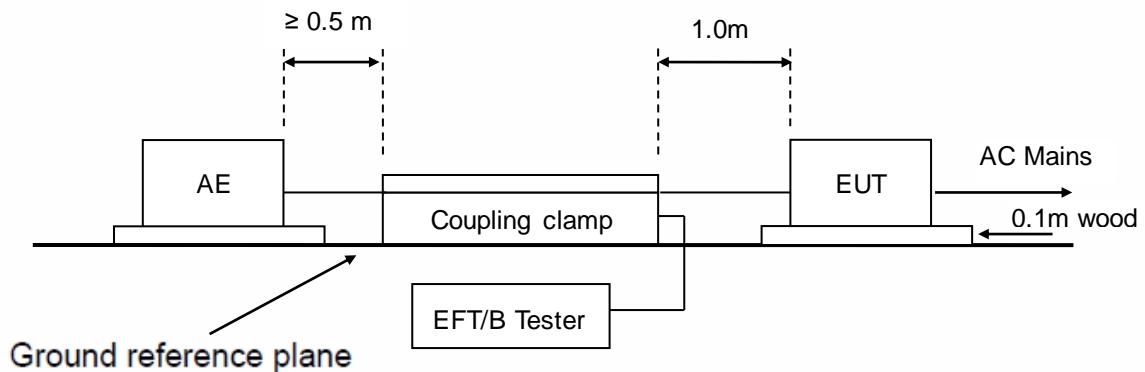 ≥ 0.5 m
1.0m
AE
EUT
AC Mains
Coupling clamp
0.1m wood
EFT/B Tester
Ground reference plane